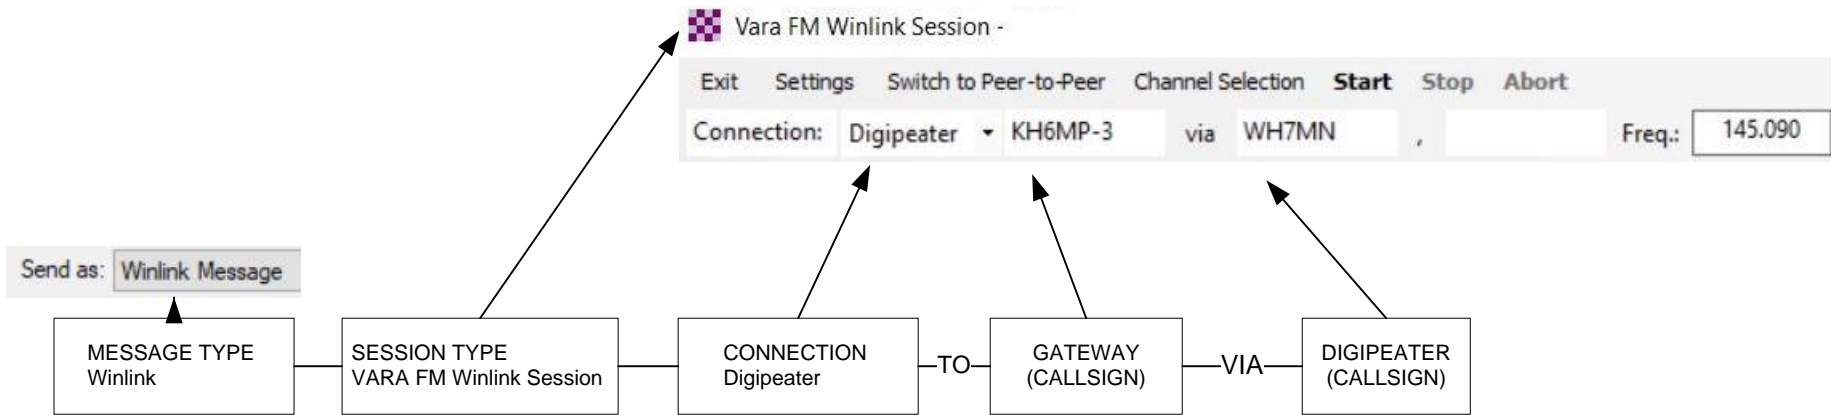 Vara FM Winlink Session -
Exit Settings Switch to Peer-to-Peer Channel Selection Start Stop Abort
Connection: Digipeater KH6MP-3 via WH7MN , Freq.: 145.090
Send as: Winlink Message
MESSAGE TYPE
Winlink
SESSION TYPE
VARA FM Winlink Session
CONNECTION
Digipeater
TO
GATEWAY
(CALLSIGN)
VIA
DIGIPEATER
(CALLSIGN)